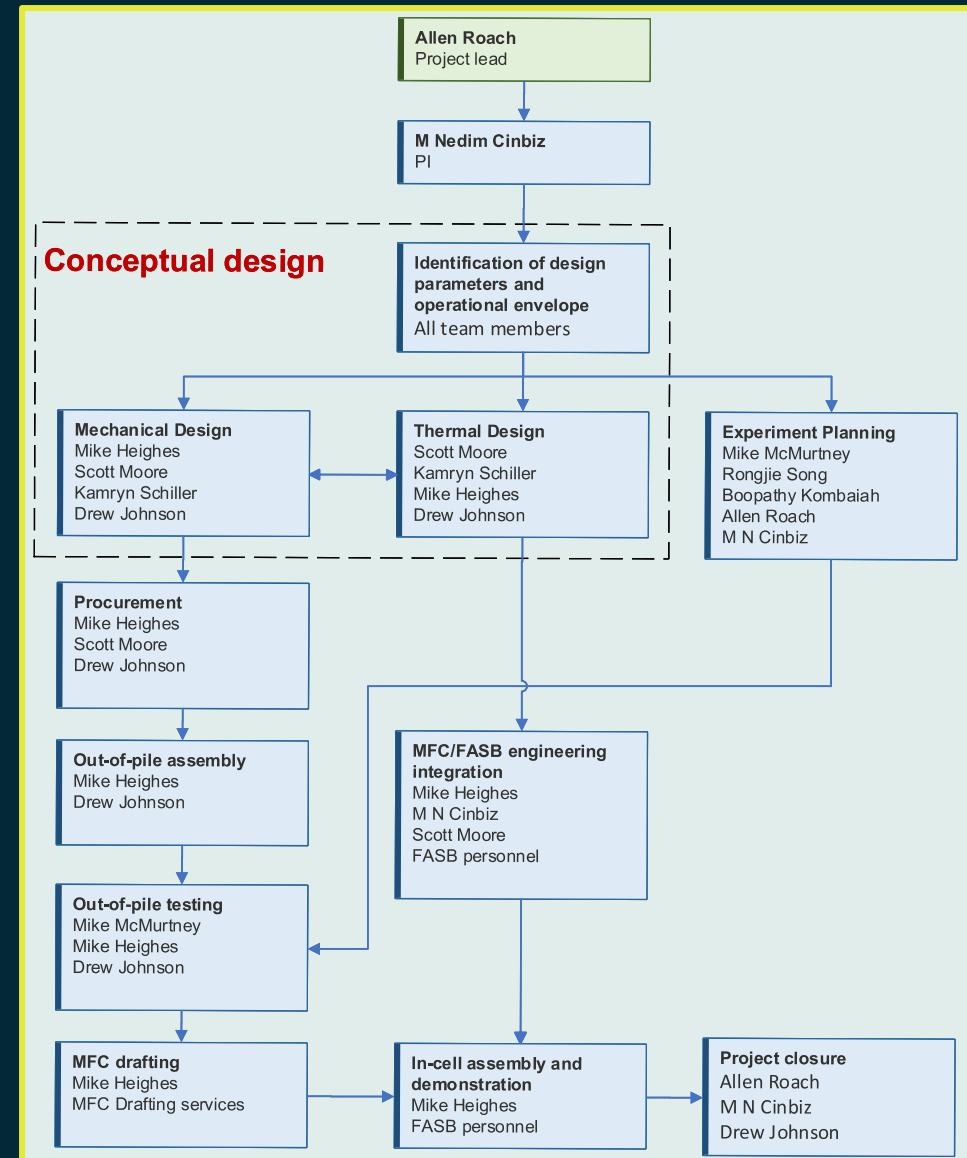 Allen Roach
Project lead
M Nedim Cinbiz
PI
Conceptual design
Identification of design
parameters and
operational envelope
All team members
Mechanical Design
Mike Heighes
Scott Moore
Kamryn Schiller
Drew Johnson
Thermal Design
Scott Moore
Kamryn Schiller
Mike Heighes
Drew Johnson
Experiment Planning
Mike McMurtney
Rongjie Song
Boopathy Kombaiah
Allen Roach
M N Cinbiz
Procurement
Mike Heighes
Scott Moore
Drew Johnson
Out-of-pile assembly
Mike Heighes
Drew Johnson
MFC/FASB engineering
integration
Mike Heighes
M N Cinbiz
Scott Moore
FASB personnel
Out-of-pile testing
Mike McMurtney
Mike Heighes
Drew Johnson
MFC drafting
Mike Heighes
MFC Drafting services
In-cell assembly and
demonstration
Mike Heighes
FASB personnel
Project closure
Allen Roach
M N Cinbiz
Drew Johnson